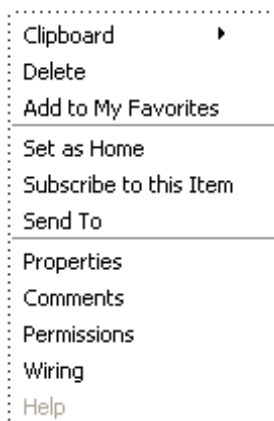 Clipboard
Delete
Add to My Favorites
Set as Home
Subscribe to this Item
Send To
Properties
Comments
Permissions
Wiring
Help